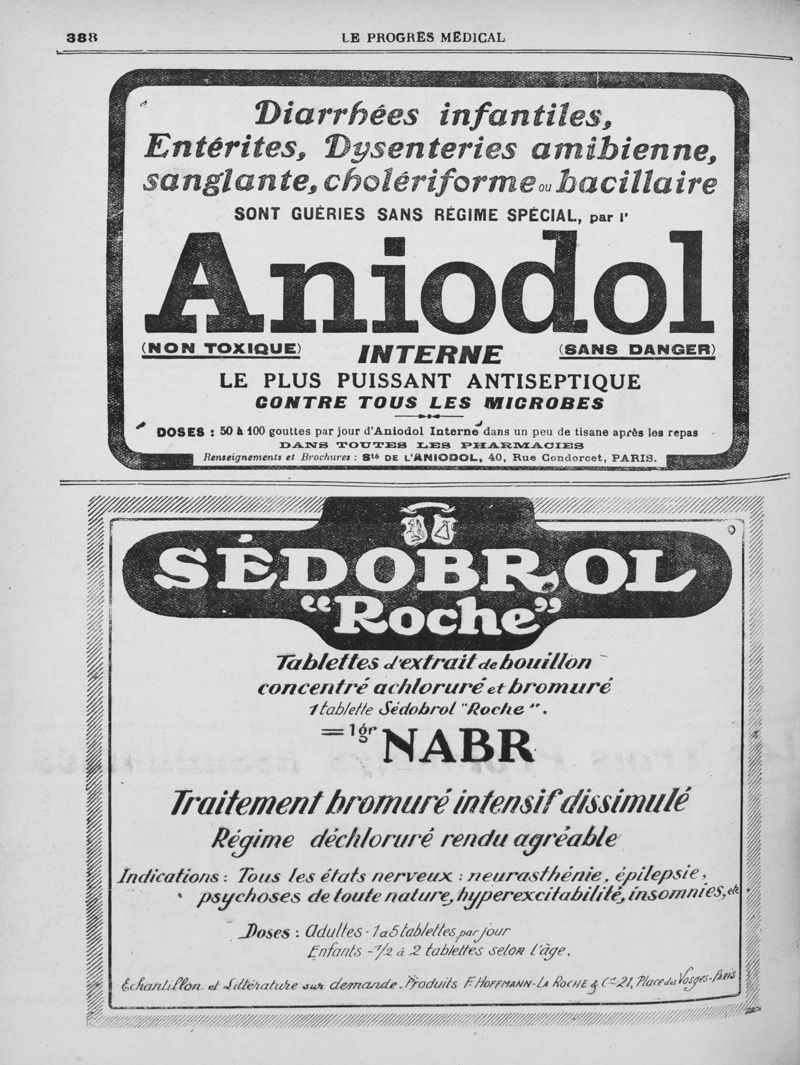 388
LE PROGRÈS MÉDICAL
Diarrhées infantiles,
Entérites, Dysenteries amibienne,
sanglante, cholériforme ou bacillaire
SONT GUÉRIES SANS RÉGIME SPÉCIAL, par l'
Aniodol
(NON TOXIQUE) INTERNE (SANS DANGER)
LE PLUS PUISSANT ANTISEPTIQUE
CONTRE TOUS LES MICROBES
DOSES : 50 à 100 gouttes par jour d'Aniodol Interne dans un peu de tisane après les repas
DANS TOUTES LES PHARMACIES
Renseignements et Brochures : Sté DE L'ANIODOL, 40, Rue Condorcet, PARIS.
SÉDOBROL
"Roche"
Tablettes d'extrait de bouillon
concentré achloruré et bromuré
1 tablette Sédobrol "Roche".
= 1gr NABR
Traitement bromuré intensif dissimulé
Régime déchloruré rendu agréable
Indications : Tous les états nerveux : neurasthénie, épilepsie,
psychoses de toute nature, hyperexcitabilité, insomnies, etc
Doses : Adultes - 1 a 5 tablettes par jour
Enfants - 1/2 à 2 tablettes selon l'âge.
Echantillon et Littérature sur demande. Produits F. HOFFMANN-LA ROCHE & Cie 21, Place des Vosges-PARIS